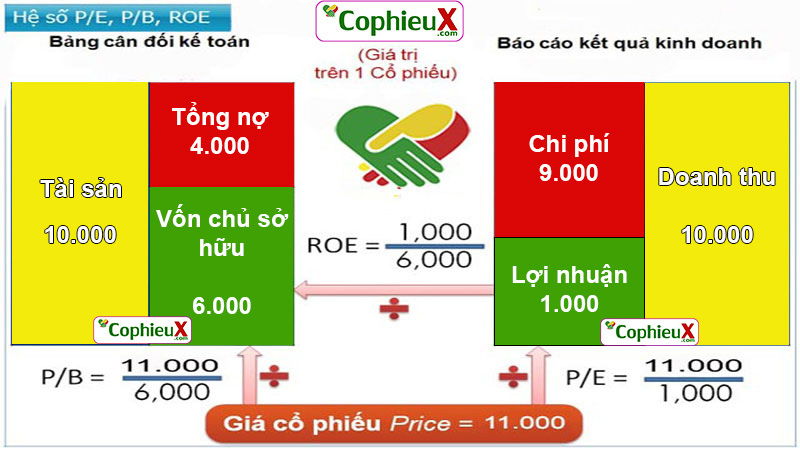 Hệ số P/E, P/B, ROE
CophieuX
.com
Bảng cân đối kế toán
(Giá trị
trên 1 Cổ phiếu)
Báo cáo kết quả kinh doanh
Tài sản
10.000
Tổng nợ
4.000
Vốn chủ sở
hữu
6.000
CophieuX
.com
ROE = 1,000
6,000
÷
Chi phí
9.000
Lợi nhuận
1.000
Doanh thu
10.000
CophieuX
.com
P/B = 11.000
6,000
÷
÷
P/E = 11.000
1,000
Giá cổ phiếu Price = 11.000